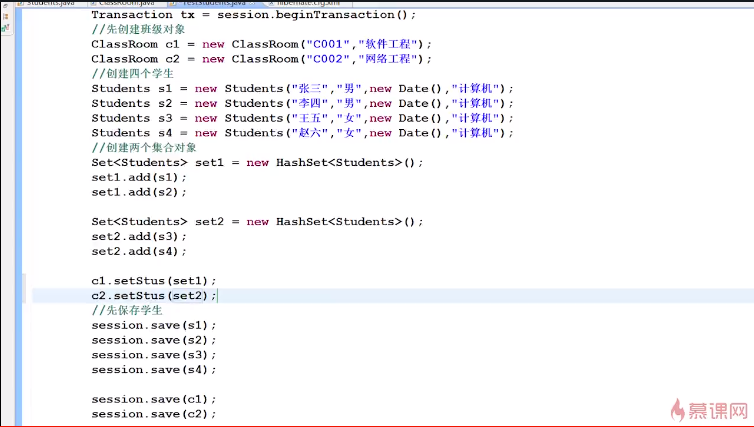 Students.java ClassRoom.java TestStudents.java hibernate.cfg.xml
Transaction tx = session.beginTransaction();
//先创建班级对象
ClassRoom c1 = new ClassRoom("C001","软件工程");
ClassRoom c2 = new ClassRoom("C002","网络工程");
//创建四个学生
Students s1 = new Students("张三","男",new Date(),"计算机");
Students s2 = new Students("李四","男",new Date(),"计算机");
Students s3 = new Students("王五","女",new Date(),"计算机");
Students s4 = new Students("赵六","女",new Date(),"计算机");
//创建两个集合对象
Set<Students> set1 = new HashSet<Students>();
set1.add(s1);
set1.add(s2);
Set<Students> set2 = new HashSet<Students>();
set2.add(s3);
set2.add(s4);
c1.setStus(set1);
c2.setStus(set2);
//先保存学生
session.save(s1);
session.save(s2);
session.save(s3);
session.save(s4);
session.save(c1);
session.save(c2);
慕课网